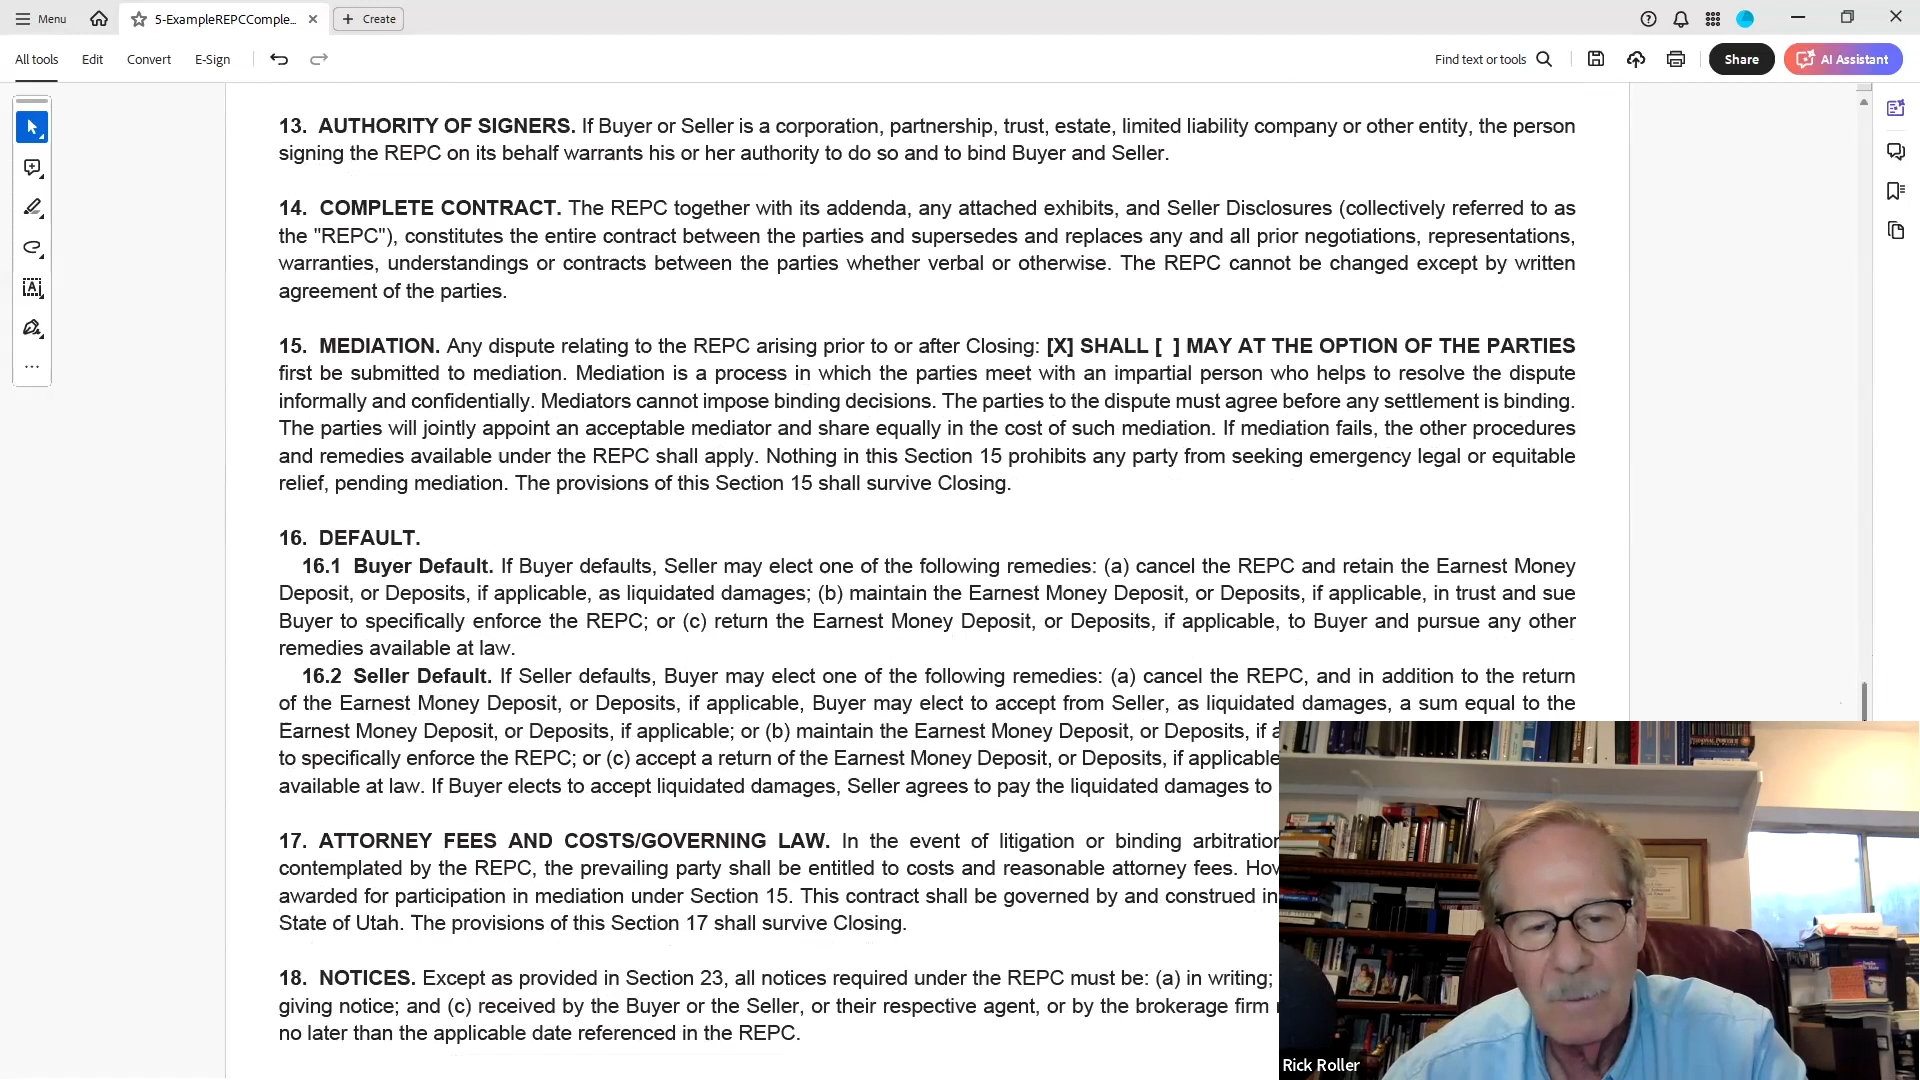 Menu
5-ExampleREPCComple...
Create
All tools
Edit
Convert
E-Sign
Find text or tools
Share
AI Assistant
13. AUTHORITY OF SIGNERS. If Buyer or Seller is a corporation, partnership, trust, estate, limited liability company or other entity, the person
signing the REPC on its behalf warrants his or her authority to do so and to bind Buyer and Seller.
14. COMPLETE CONTRACT. The REPC together with its addenda, any attached exhibits, and Seller Disclosures (collectively referred to as
the "REPC"), constitutes the entire contract between the parties and supersedes and replaces any and all prior negotiations, representations,
warranties, understandings or contracts between the parties whether verbal or otherwise. The REPC cannot be changed except by written
agreement of the parties.
15. MEDIATION. Any dispute relating to the REPC arising prior to or after Closing: [X] SHALL [ ] MAY AT THE OPTION OF THE PARTIES
first be submitted to mediation. Mediation is a process in which the parties meet with an impartial person who helps to resolve the dispute
informally and confidentially. Mediators cannot impose binding decisions. The parties to the dispute must agree before any settlement is binding.
The parties will jointly appoint an acceptable mediator and share equally in the cost of such mediation. If mediation fails, the other procedures
and remedies available under the REPC shall apply. Nothing in this Section 15 prohibits any party from seeking emergency legal or equitable
relief, pending mediation. The provisions of this Section 15 shall survive Closing.
16. DEFAULT.
16.1 Buyer Default. If Buyer defaults, Seller may elect one of the following remedies: (a) cancel the REPC and retain the Earnest Money
Deposit, or Deposits, if applicable, as liquidated damages; (b) maintain the Earnest Money Deposit, or Deposits, if applicable, in trust and sue
Buyer to specifically enforce the REPC; or (c) return the Earnest Money Deposit, or Deposits, if applicable, to Buyer and pursue any other
remedies available at law.
16.2 Seller Default. If Seller defaults, Buyer may elect one of the following remedies: (a) cancel the REPC, and in addition to the return
of the Earnest Money Deposit, or Deposits, if applicable, Buyer may elect to accept from Seller, as liquidated damages, a sum equal to the
Earnest Money Deposit, or Deposits, if applicable; or (b) maintain the Earnest Money Deposit, or Deposits, if
to specifically enforce the REPC; or (c) accept a return of the Earnest Money Deposit, or Deposits, if applicable
available at law. If Buyer elects to accept liquidated damages, Seller agrees to pay the liquidated damages to
17. ATTORNEY FEES AND COSTS/GOVERNING LAW. In the event of litigation or binding arbitration
contemplated by the REPC, the prevailing party shall be entitled to costs and reasonable attorney fees.
awarded for participation in mediation under Section 15. This contract shall be governed by and construed in
State of Utah. The provisions of this Section 17 shall survive Closing.
18. NOTICES. Except as provided in Section 23, all notices required under the REPC must be: (a) in writing;
giving notice; and (c) received by the Buyer or the Seller, or their respective agent, or by the brokerage firm
no later than the applicable date referenced in the REPC.
Rick Roller